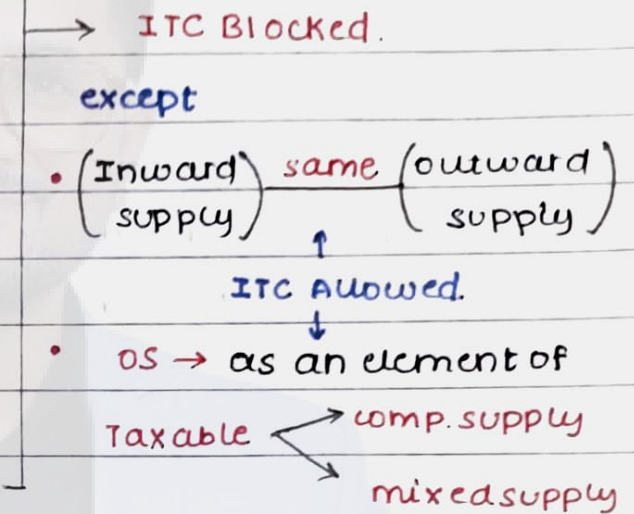 → ITC Blocked.
except
• (Inward supply) same (outward supply)
↑
ITC Allowed.
↓
• OS → as an element of
Taxable comp. supply
mixed supply